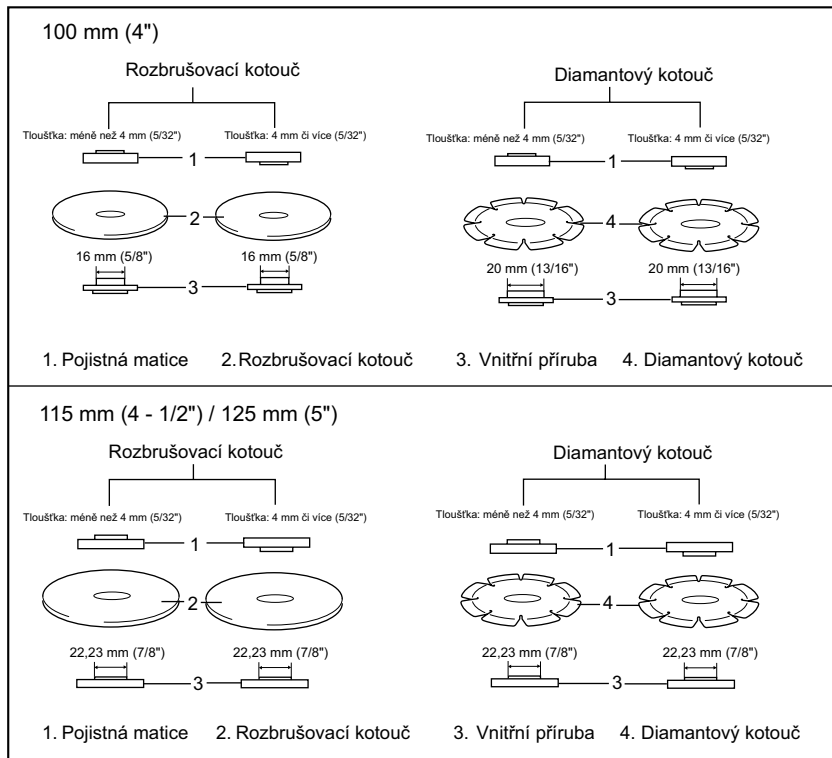 100 mm (4")
Rozbrušovací kotouč
Diamantový kotouč
Tloušťka: méně než 4 mm (5/32") Tloušťka: 4 mm či více (5/32")
Tloušťka: méně než 4 mm (5/32") Tloušťka: 4 mm či více (5/32")
1
1
2
4
16 mm (5/8") 16 mm (5/8")
20 mm (13/16") 20 mm (13/16")
3
3
1. Pojistná matice 2.Rozbrušovací kotouč 3. Vnitřní příruba 4. Diamantový kotouč
115 mm (4 - 1/2") / 125 mm (5")
Rozbrušovací kotouč
Diamantový kotouč
Tloušťka: méně než 4 mm (5/32") Tloušťka: 4 mm či více (5/32")
Tloušťka: méně než 4 mm (5/32") Tloušťka: 4 mm či více (5/32")
1
1
2
4
22,23 mm (7/8") 22,23 mm (7/8")
22,23 mm (7/8") 22,23 mm (7/8")
3
3
1. Pojistná matice 2. Rozbrušovací kotouč 3. Vnitřní příruba 4. Diamantový kotouč